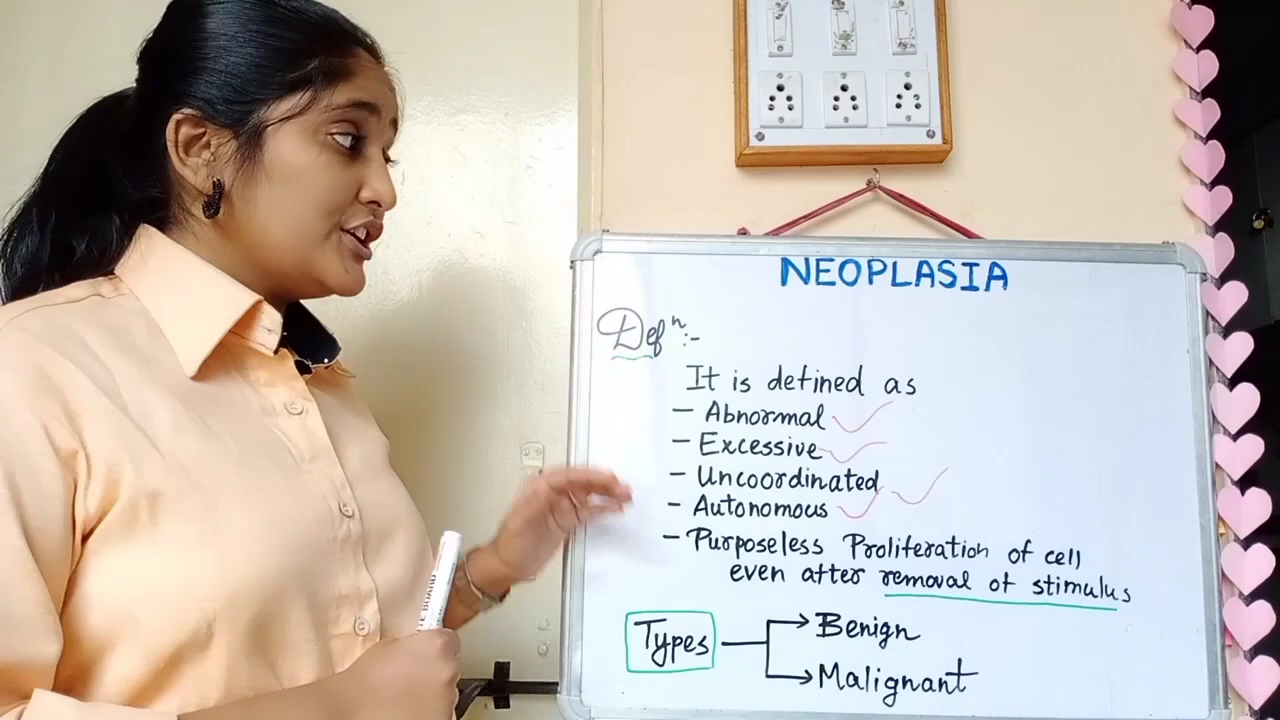 NEOPLASIA
Defⁿ:-
It is defined as
- Abnormal ✓
- Excessive ✓
- Uncoordinated ✓
- Autonomous ✓
- Purposeless Proliferation of cell
even after removal of stimulus
Types
Benign
Malignant